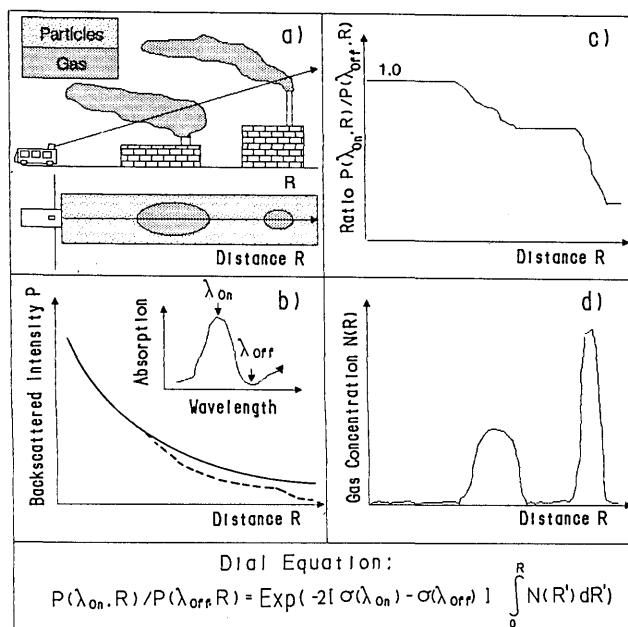 Particles
Gas
a)
R
Distance R
c)
1.0
Ratio P(λOn,R)/P(λOff,R)
Distance R
b)
Backscattered Intensity P
λOn
λOff
Absorption
Wavelength
Distance R
d)
Gas Concentration N(R)
Distance R
Dial Equation:
P(λOn,R)/P(λOff,R) = Exp(-2[σ(λOn)-σ(λOff)] ∫0R N(R')dR')